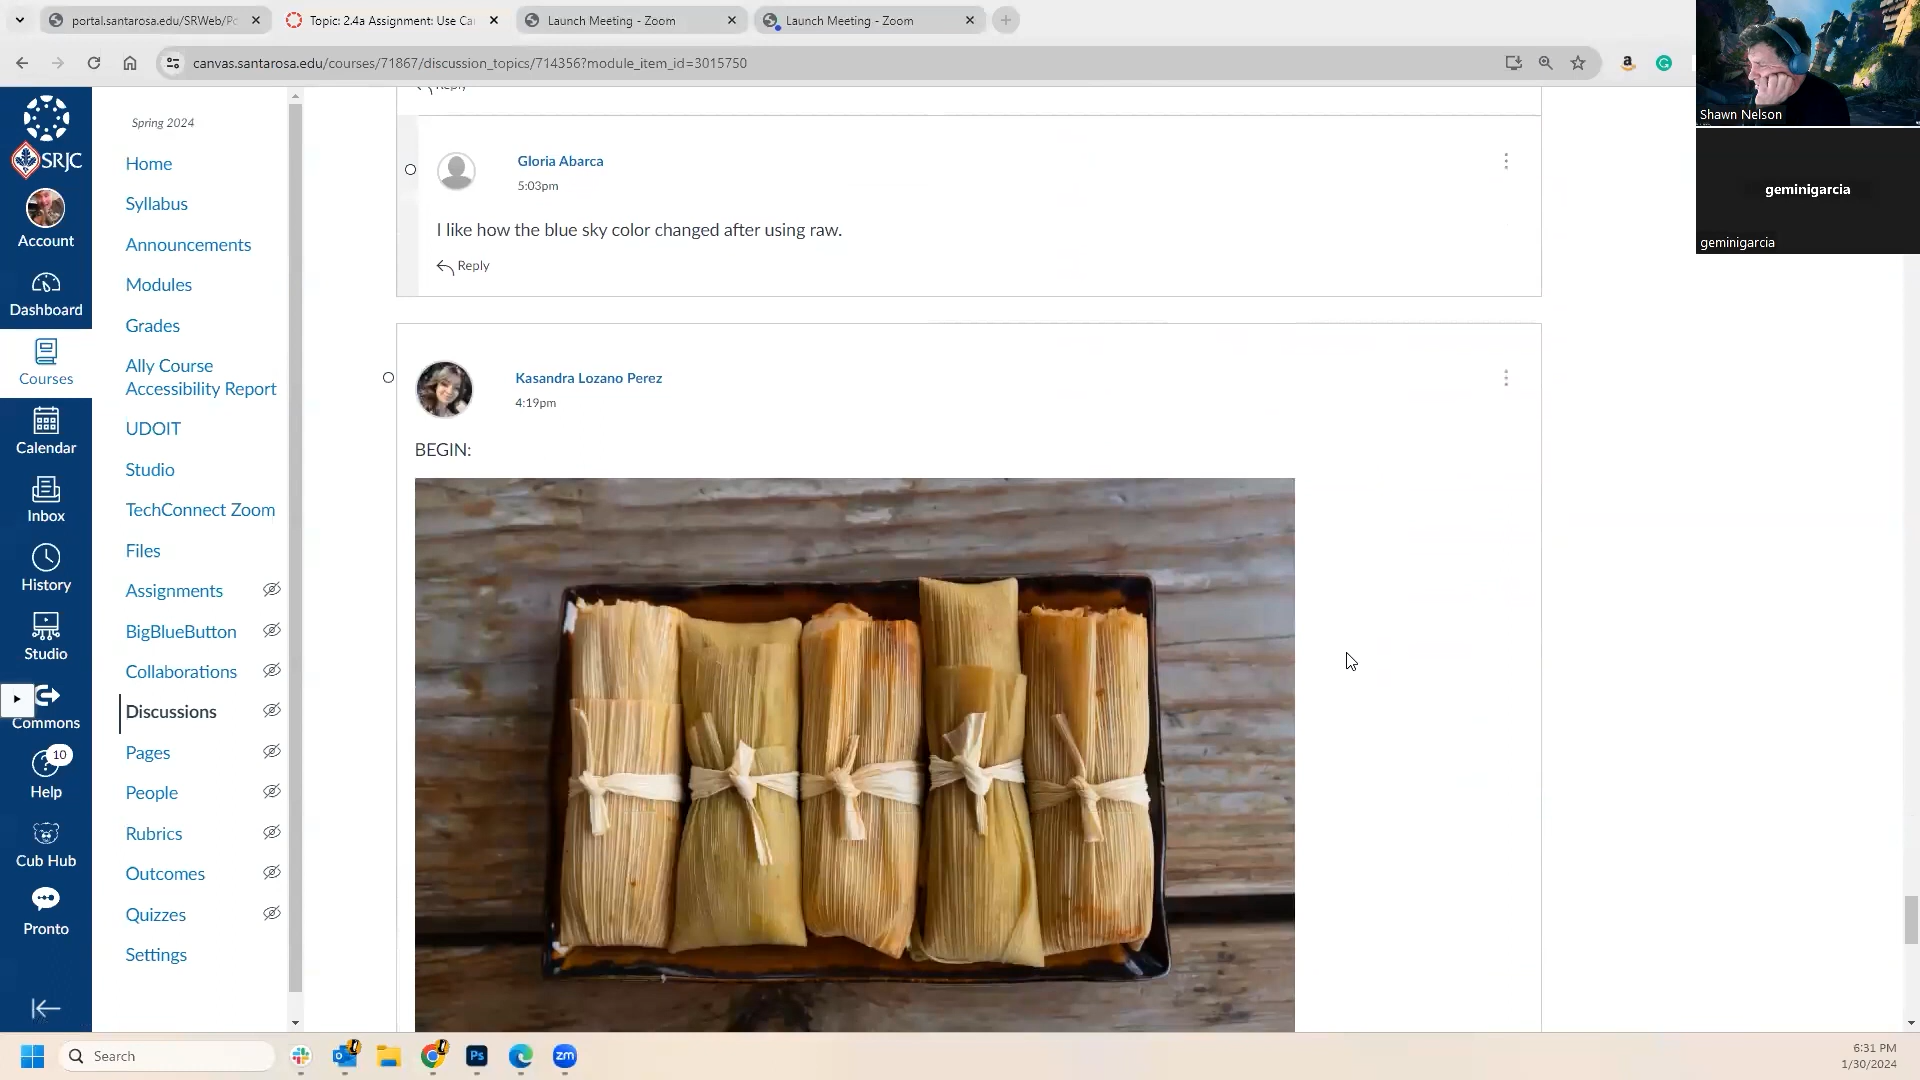 portal.santarosa.edu/SRWeb/Po
Topic: 2.4a Assignment: Use Ca
Launch Meeting - Zoom
Launch Meeting - Zoom
canvas.santarosa.edu/courses/71867/discussion_topics/714356?module_item_id=3015750
Shawn Nelson
geminigarcia
geminigarcia
SRJC
Account
Dashboard
Courses
Calendar
Inbox
History
Studio
Commons
10
Help
Cub Hub
Pronto
Spring 2024
Home
Syllabus
Announcements
Modules
Grades
Ally Course
Accessibility Report
UDOIT
Studio
TechConnect Zoom
Files
Assignments
BigBlueButton
Collaborations
Discussions
Pages
People
Rubrics
Outcomes
Quizzes
Settings
Reply
Gloria Abarca
5:03pm
I like how the blue sky color changed after using raw.
Reply
Kasandra Lozano Perez
4:19pm
BEGIN:
Search
Ps
zm
6:31 PM
1/30/2024